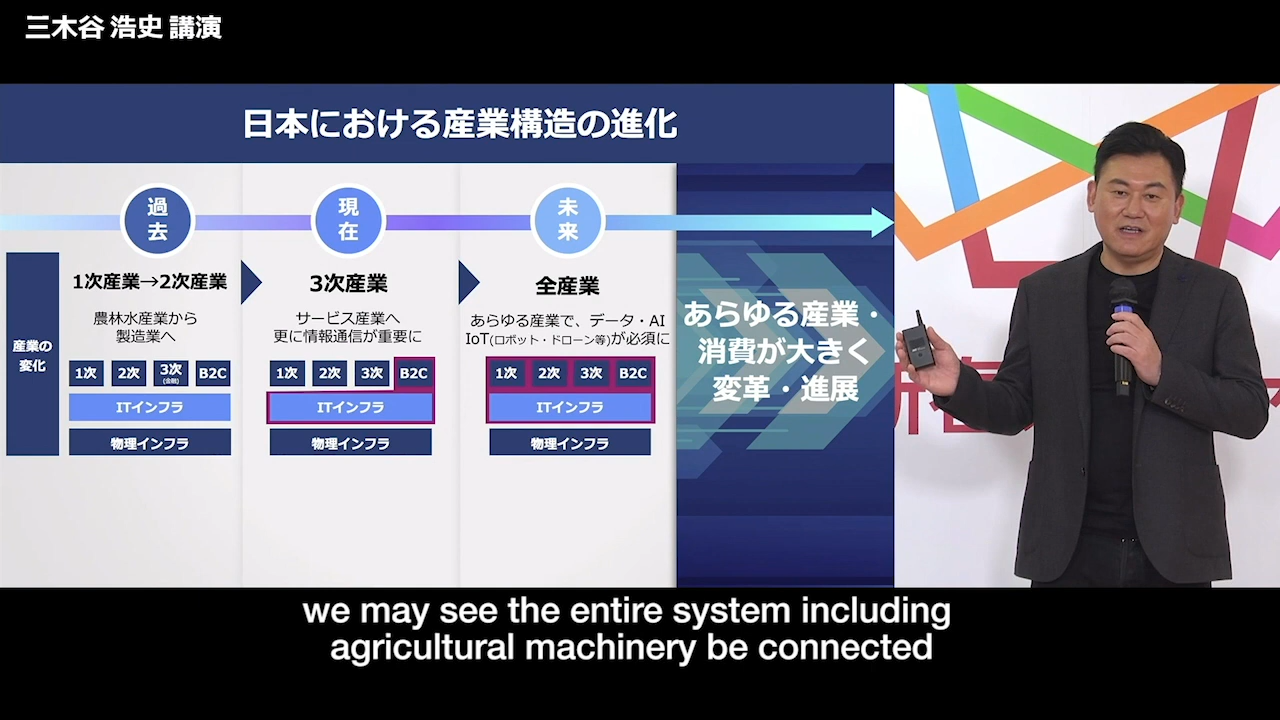 三木谷 浩史 講演
日本における産業構造の進化
過去
現在
未来
産業の
変化
1次産業→2次産業
農林水産業から
製造業へ
1次 2次 3次(金融) B2C
ITインフラ
物理インフラ
3次産業
サービス産業へ
更に情報通信が重要に
1次 2次 3次 B2C
ITインフラ
物理インフラ
全産業
あらゆる産業で、データ・AI
IoT(ロボット・ドローン等)が必須に
1次 2次 3次 B2C
ITインフラ
物理インフラ
あらゆる産業・
消費が大きく
変革・進展
we may see the entire system including
agricultural machinery be connected